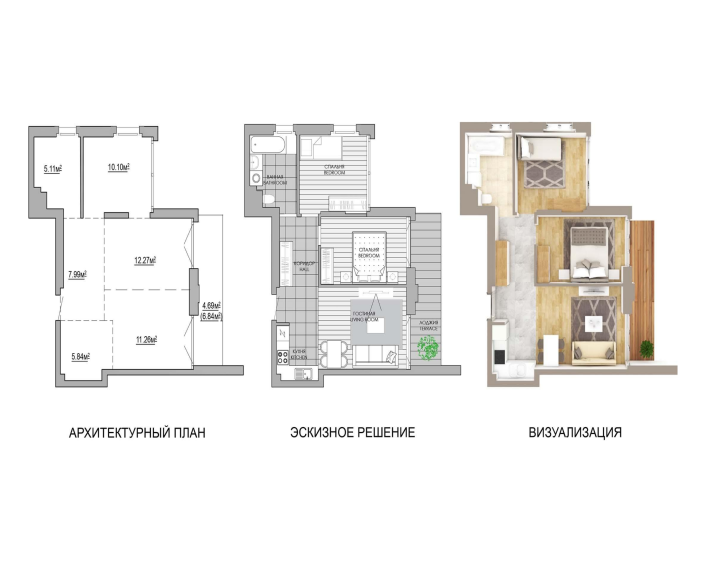 5.11м²
10.10м²
7.99м²
12.27м²
4.69м²
(6.84м²)
5.84м²
11.26м²
АРХИТЕКТУРНЫЙ ПЛАН
ВАННАЯ
BATHROOM
СПАЛЬНЯ
BEDROOM
КОРИДОР
HALL
СПАЛЬНЯ
BEDROOM
ГОСТИНАЯ
LIVING ROOM
ЛОДЖИЯ
TERRACE
КУХНЯ
KITCHEN
ЭСКИЗНОЕ РЕШЕНИЕ
ВИЗУАЛИЗАЦИЯ